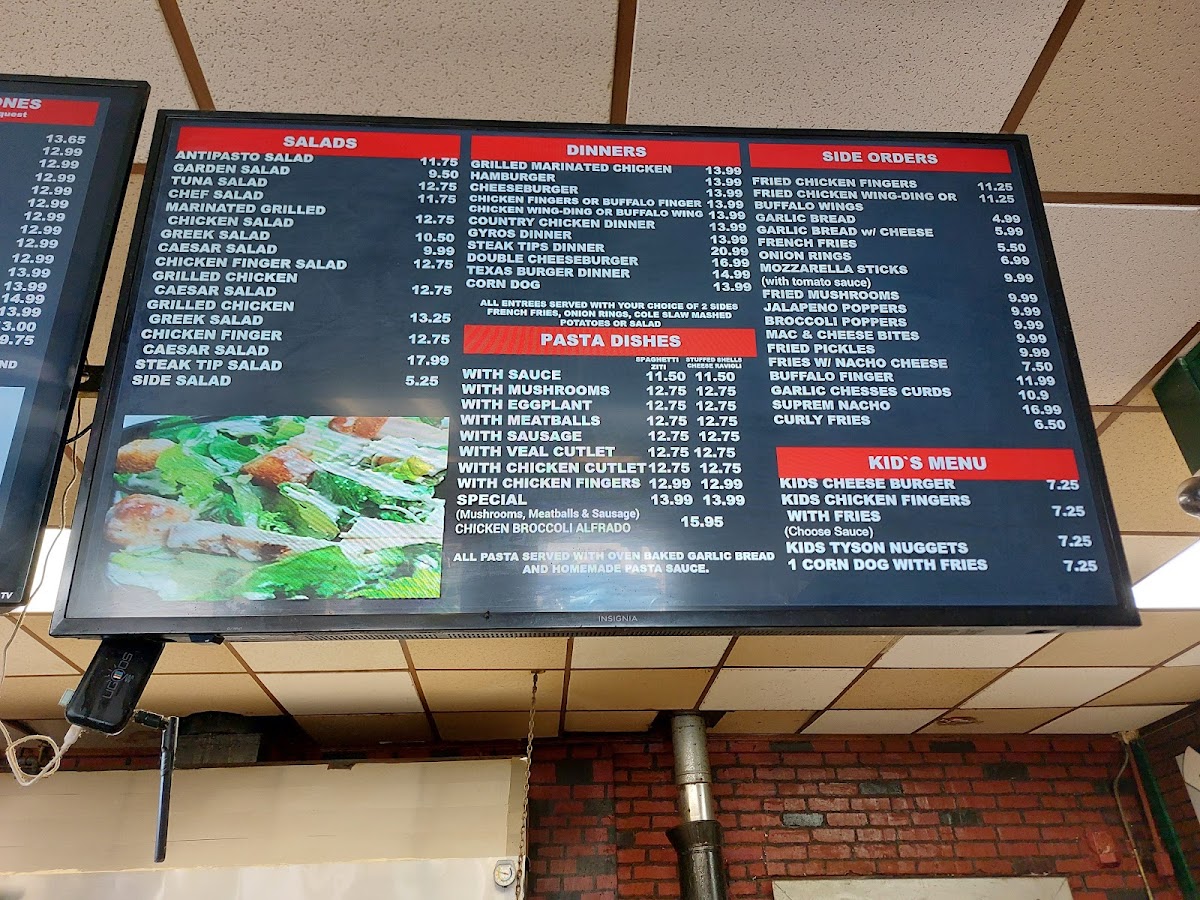 ONES
quest
13.65
12.99
12.99
12.99
12.99
12.99
12.99
12.99
12.99
12.99
13.99
13.99
14.99
13.99
13.00
9.75
ND
TV
SALADS
ANTIPASTO SALAD 11.75
GARDEN SALAD 9.50
TUNA SALAD 12.75
CHEF SALAD 11.75
MARINATED GRILLED
CHICKEN SALAD 12.75
GREEK SALAD 10.50
CAESAR SALAD 9.99
CHICKEN FINGER SALAD 12.75
GRILLED CHICKEN
CAESAR SALAD 12.75
GRILLED CHICKEN
GREEK SALAD 13.25
CHICKEN FINGER 12.75
CAESAR SALAD
STEAK TIP SALAD 17.99
SIDE SALAD 5.25
DINNERS
GRILLED MARINATED CHICKEN 13.99
HAMBURGER 13.99
CHEESEBURGER 13.99
CHICKEN FINGERS OR BUFFALO FINGER 13.99
CHICKEN WING-DING OR BUFFALO WING 13.99
COUNTRY CHICKEN DINNER 13.99
GYROS DINNER 13.99
STEAK TIPS DINNER 20.99
DOUBLE CHEESEBURGER 16.99
TEXAS BURGER DINNER 14.99
CORN DOG 13.99
ALL ENTREES SERVED WITH YOUR CHOICE OF 2 SIDES
FRENCH FRIES, ONION RINGS, COLE SLAW MASHED
POTATOES OR SALAD
PASTA DISHES
SPAGHETTI STUFFED SHELLS
ZITI CHEESE RAVIOLI
WITH SAUCE 11.50 11.50
WITH MUSHROOMS 12.75 12.75
WITH EGGPLANT 12.75 12.75
WITH MEATBALLS 12.75 12.75
WITH SAUSAGE 12.75 12.75
WITH VEAL CUTLET 12.75 12.75
WITH CHICKEN CUTLET 12.75 12.75
WITH CHICKEN FINGERS 12.99 12.99
SPECIAL 13.99 13.99
(Mushrooms, Meatballs & Sausage)
CHICKEN BROCCOLI ALFRADO 15.95
ALL PASTA SERVED WITH OVEN BAKED GARLIC BREAD
AND HOMEMADE PASTA SAUCE.
SIDE ORDERS
FRIED CHICKEN FINGERS 11.25
FRIED CHICKEN WING-DING OR 11.25
BUFFALO WINGS
GARLIC BREAD 4.99
GARLIC BREAD w/ CHEESE 5.99
FRENCH FRIES 5.50
ONION RINGS 6.99
MOZZARELLA STICKS 9.99
(with tomato sauce)
FRIED MUSHROOMS 9.99
JALAPENO POPPERS 9.99
BROCCOLI POPPERS 9.99
MAC & CHEESE BITES 9.99
FRIED PICKLES 9.99
FRIES W/ NACHO CHEESE 7.50
BUFFALO FINGER 11.99
GARLIC CHESSES CURDS 10.9
SUPREM NACHO 16.99
CURLY FRIES 6.50
KID`S MENU
KIDS CHEESE BURGER 7.25
KIDS CHICKEN FINGERS
WITH FRIES 7.25
(Choose Sauce)
KIDS TYSON NUGGETS 7.25
1 CORN DOG WITH FRIES 7.25
INSIGNIA